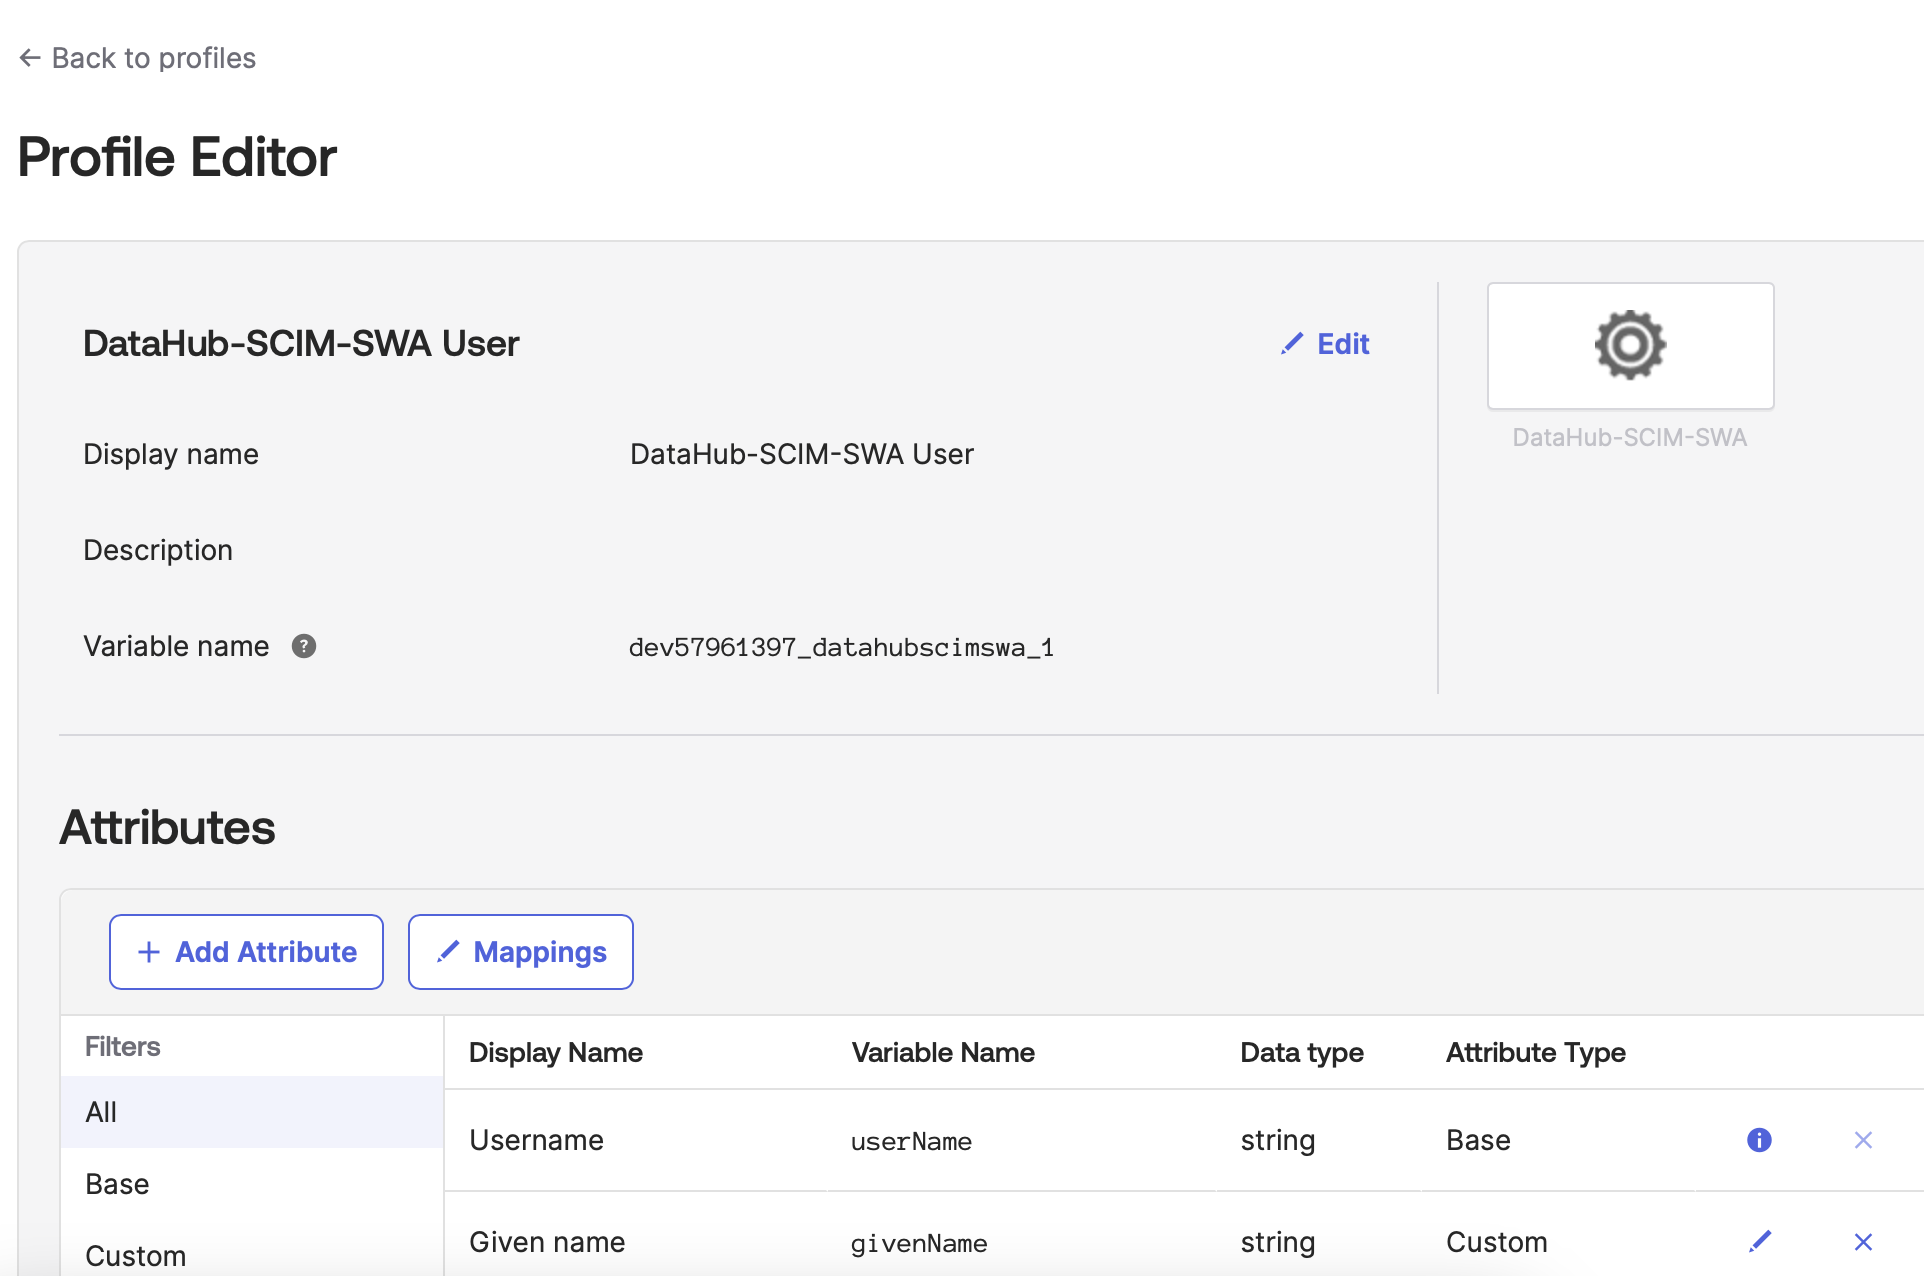 ← Back to profiles
Profile Editor
DataHub-SCIM-SWA User
Edit
DataHub-SCIM-SWA
Display name DataHub-SCIM-SWA User
Description
Variable name ? dev57961397_datahubscimswa_1
Attributes
+ Add Attribute Mappings
Filters
All
Base
Custom
Display Name Variable Name Data type Attribute Type
Username userName string Base
Given name givenName string Custom